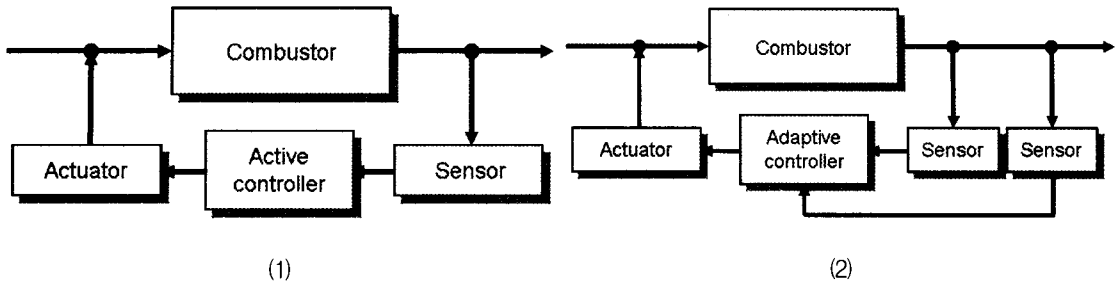 Combustor
Actuator
Active
controller
Sensor
(1)
Combustor
Actuator
Adaptive
controller
Sensor
Sensor
(2)